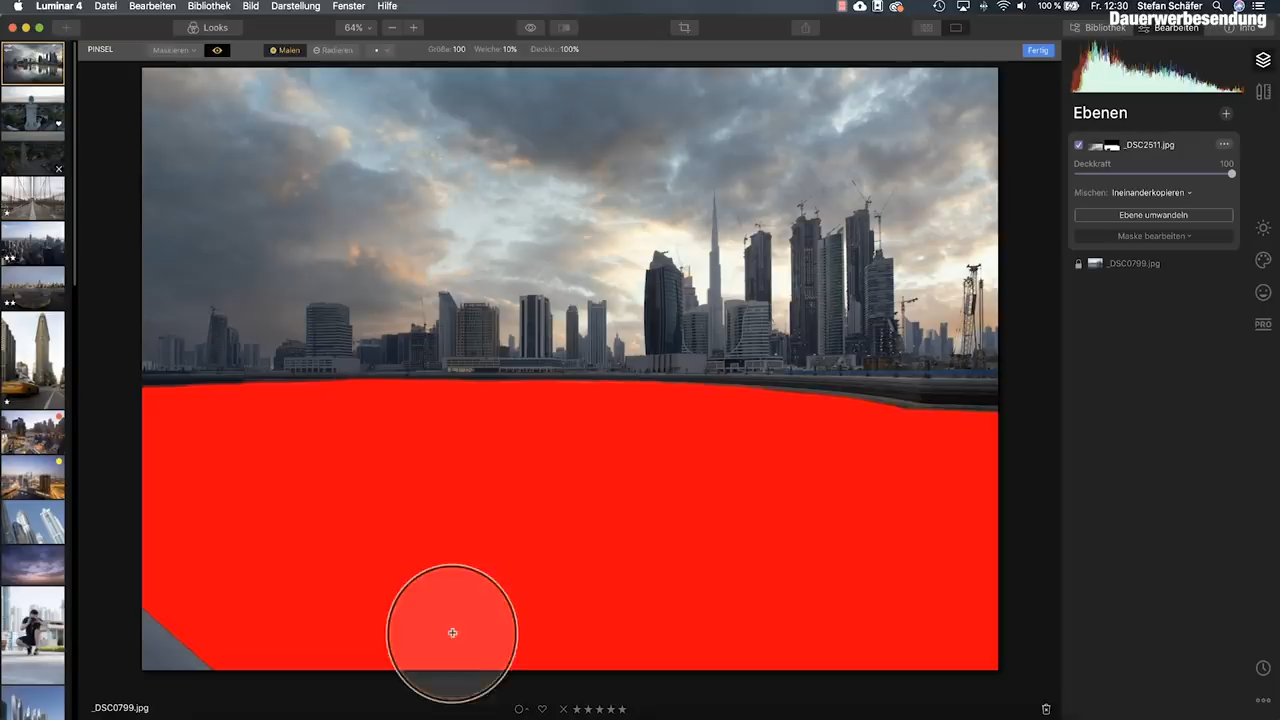 Luminar 4 Datei Bearbeiten Bibliothek Bild Darstellung Fenster Hilfe 100 % Fr. 12:30 Stefan Schäfer
Dauerwerbesendung
Looks 64% Bibliothek Bearbeiten Info
PINSEL Maskieren Malen Radieren Größe:100 Weiche:10% Deckkr.:100% Fertig
Ebenen
_DSC2511.jpg
Deckkraft 100
Mischen: Ineinanderkopieren
Ebene umwandeln
Maske bearbeiten
_DSC0799.jpg
PRO
_DSC0799.jpg